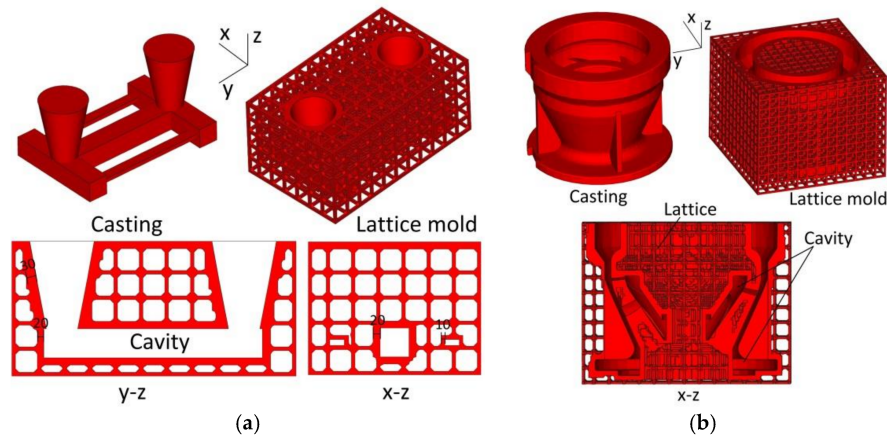 x
z
y
Casting
Lattice mold
30
20
Cavity
y-z
20
10
x-z
(a)
z
x
y
Casting
Lattice mold
Lattice
Cavity
x-z
(b)